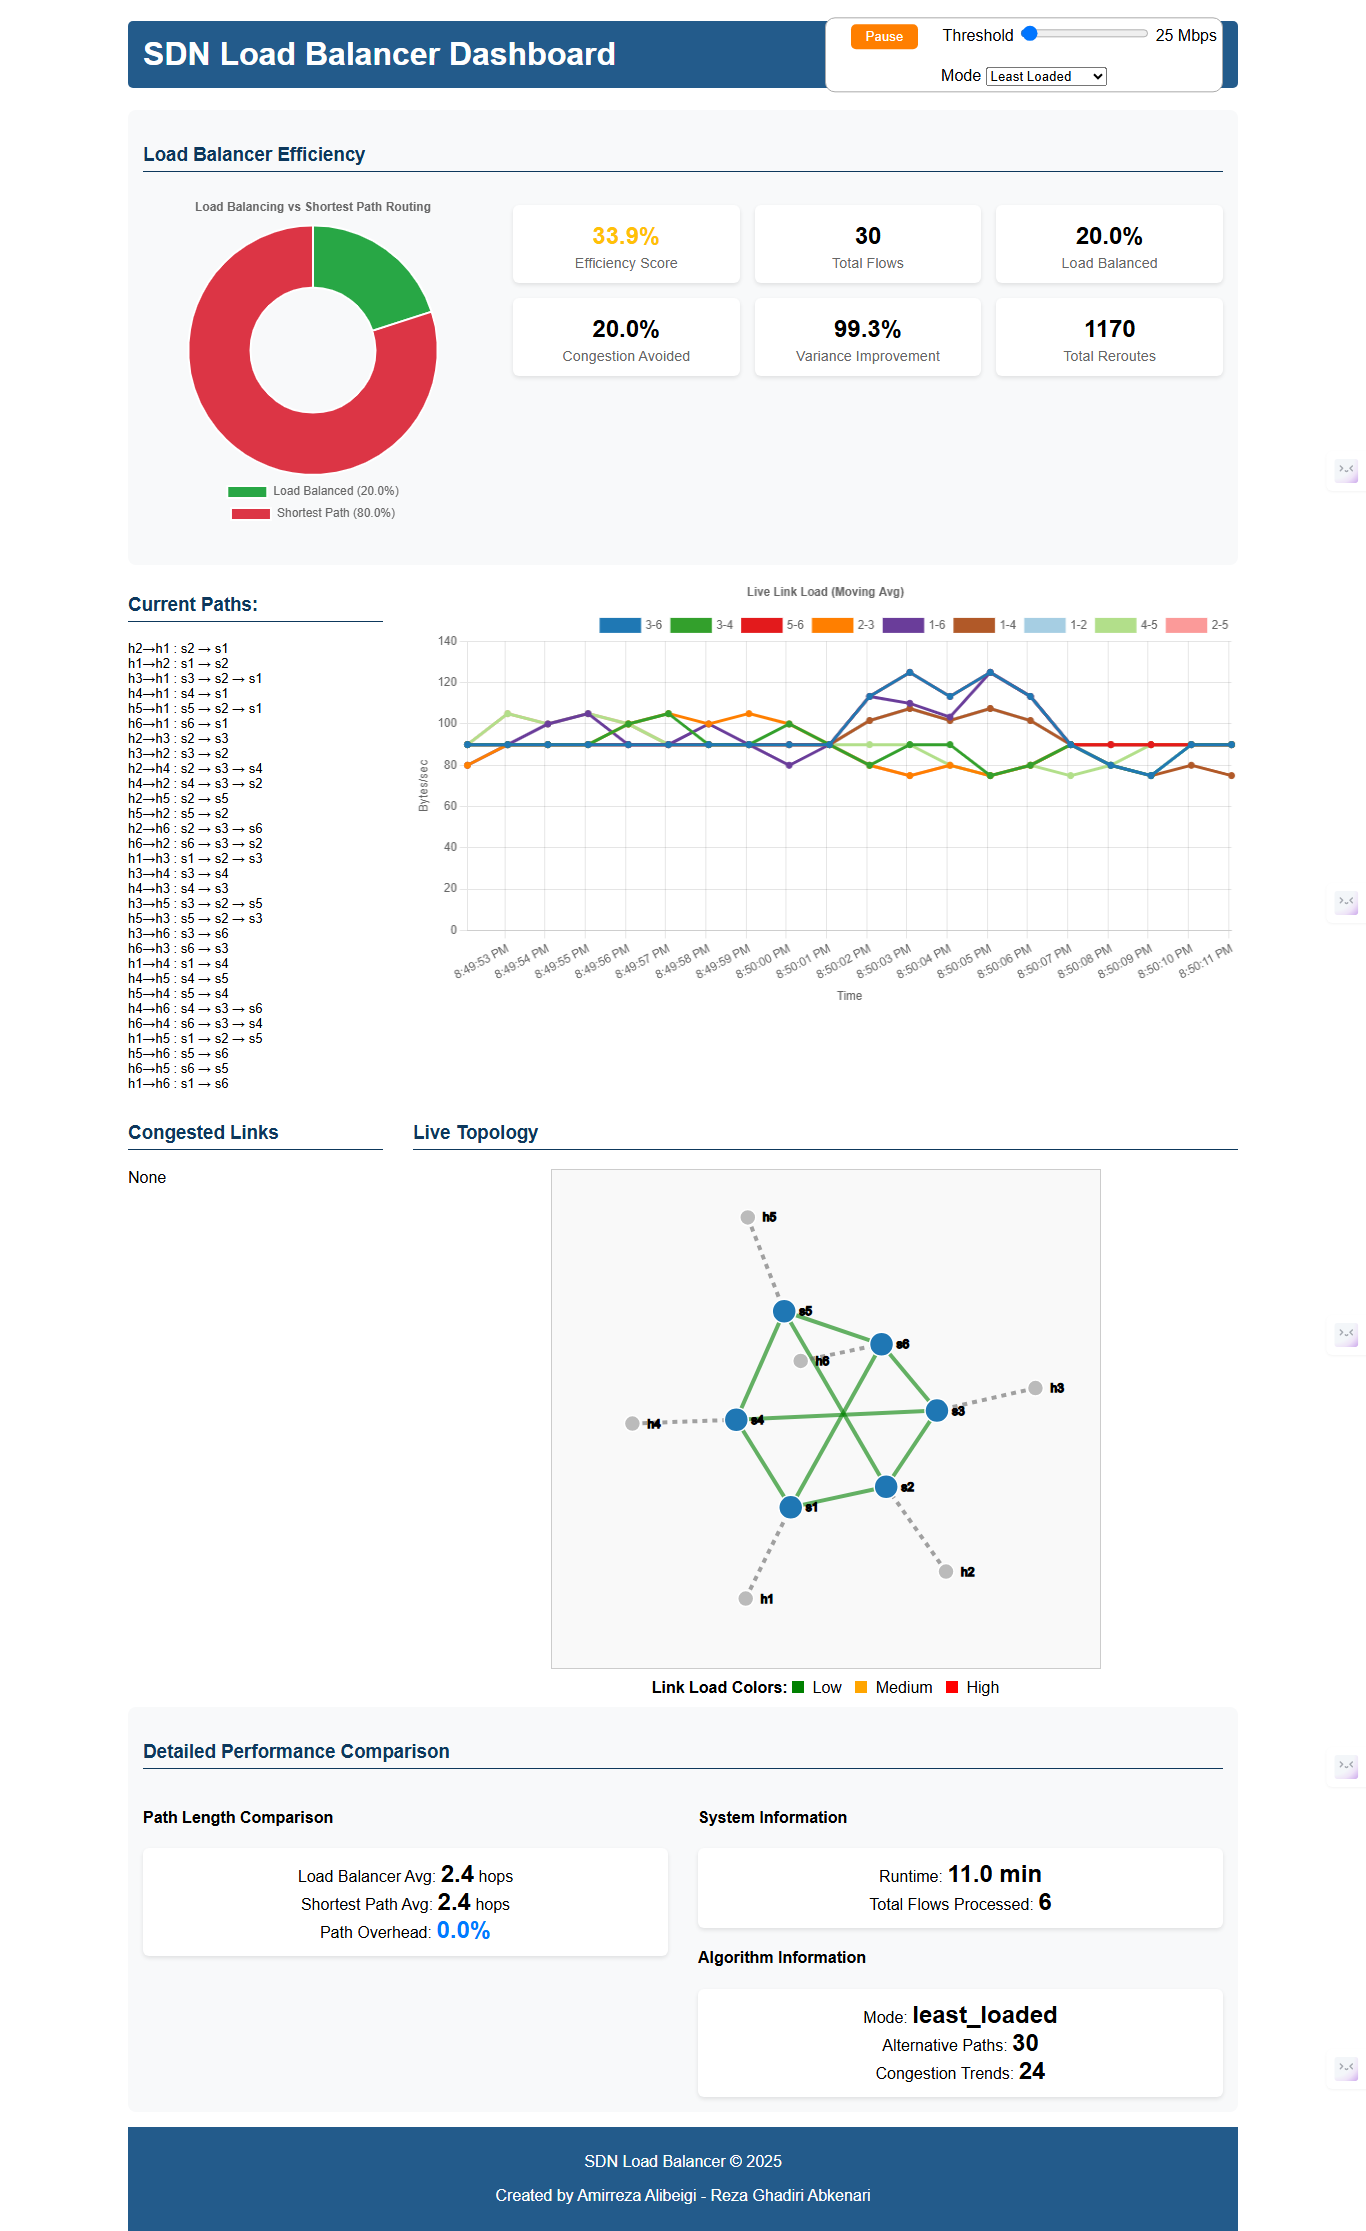 SDN Load Balancer Dashboard
Pause
Threshold 25 Mbps
Mode Least Loaded
Load Balancer Efficiency
Load Balancing vs Shortest Path Routing
Load Balanced (20.0%)
Shortest Path (80.0%)
33.9%
Efficiency Score
30
Total Flows
20.0%
Load Balanced
20.0%
Congestion Avoided
99.3%
Variance Improvement
1170
Total Reroutes
Current Paths:
h2→h1 : s2 → s1
h1→h2 : s1 → s2
h3→h1 : s3 → s2 → s1
h4→h1 : s4 → s1
h5→h1 : s5 → s2 → s1
h6→h1 : s6 → s1
h2→h3 : s2 → s3
h3→h2 : s3 → s2
h2→h4 : s2 → s3 → s4
h4→h2 : s4 → s3 → s2
h2→h5 : s2 → s5
h5→h2 : s5 → s2
h2→h6 : s2 → s3 → s6
h6→h2 : s6 → s3 → s2
h1→h3 : s1 → s2 → s3
h3→h4 : s3 → s4
h4→h3 : s4 → s3
h3→h5 : s3 → s2 → s5
h5→h3 : s5 → s2 → s3
h3→h6 : s3 → s6
h6→h3 : s6 → s3
h1→h4 : s1 → s4
h4→h5 : s4 → s5
h5→h4 : s5 → s4
h4→h6 : s4 → s3 → s6
h6→h4 : s6 → s3 → s4
h1→h5 : s1 → s2 → s5
h5→h6 : s5 → s6
h6→h5 : s6 → s5
h1→h6 : s1 → s6
Live Link Load (Moving Avg)
3-6 3-4 5-6 2-3 1-6 1-4 1-2 4-5 2-5
140
120
100
80
60
40
20
0
Bytes/sec
8:49:53 PM 8:49:54 PM 8:49:55 PM 8:49:56 PM 8:49:57 PM 8:49:58 PM 8:49:59 PM 8:50:00 PM 8:50:01 PM 8:50:02 PM 8:50:03 PM 8:50:04 PM 8:50:05 PM 8:50:06 PM 8:50:07 PM 8:50:08 PM 8:50:09 PM 8:50:10 PM 8:50:11 PM
Time
Congested Links
None
Live Topology
h5
s5
s6
h6
h3
s3
s4
h4
s2
s1
h2
h1
Link Load Colors: Low Medium High
Detailed Performance Comparison
Path Length Comparison
Load Balancer Avg: 2.4 hops
Shortest Path Avg: 2.4 hops
Path Overhead: 0.0%
System Information
Runtime: 11.0 min
Total Flows Processed: 6
Algorithm Information
Mode: least_loaded
Alternative Paths: 30
Congestion Trends: 24
SDN Load Balancer © 2025
Created by Amirreza Alibeigi - Reza Ghadiri Abkenari